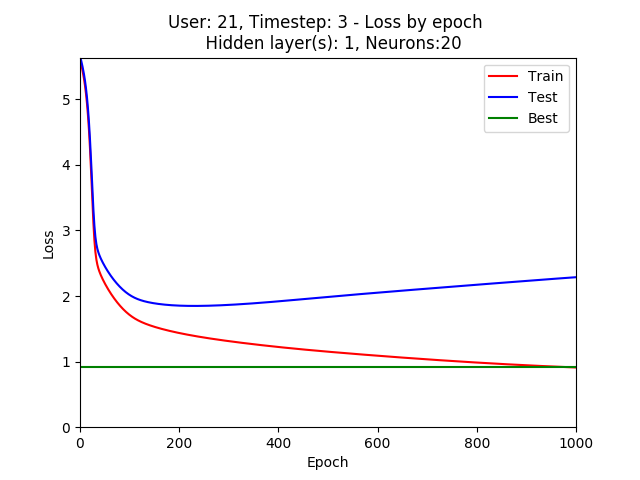 User: 21, Timestep: 3 - Loss by epoch
Hidden layer(s): 1, Neurons:20
Train
Test
Best
5
4
3
2
1
0
Loss
0 200 400 600 800 1000
Epoch